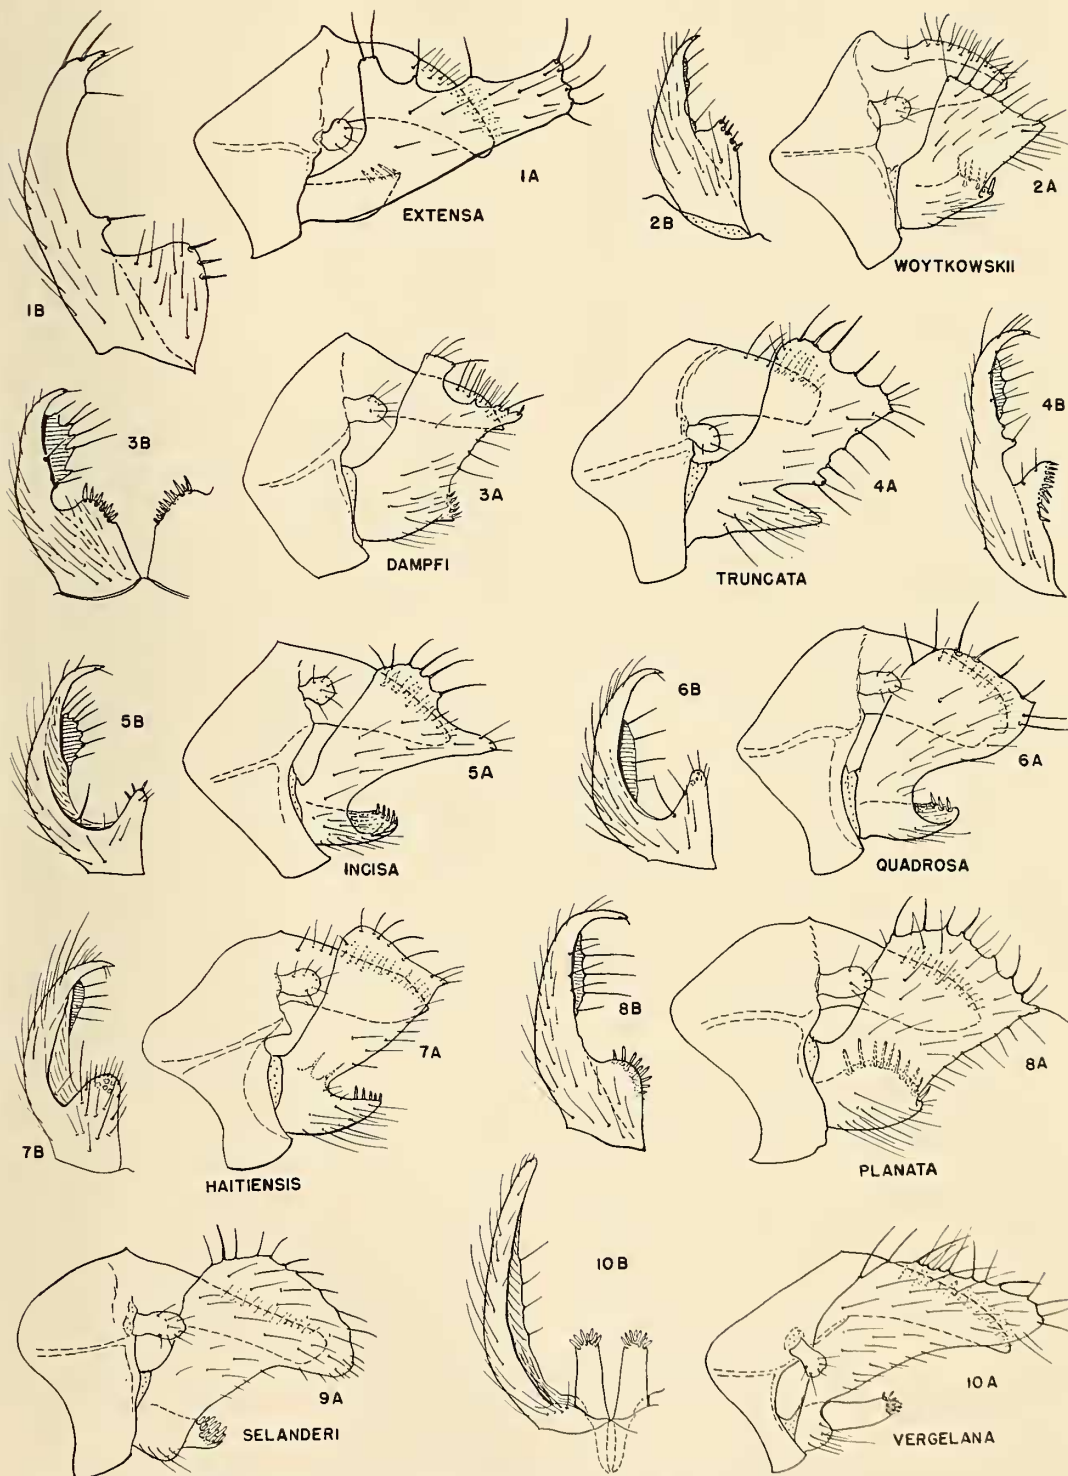 1A
EXTENSA
1B
2B
2A
WOYTKOWSKII
3B
3A
DAMPFI
4A
TRUNCATA
4B
5B
5A
INCISA
6B
6A
QUADROSA
7B
7A
HAITIENSIS
8B
8A
PLANATA
9A
SELANDERI
10B
10A
VERGELANA